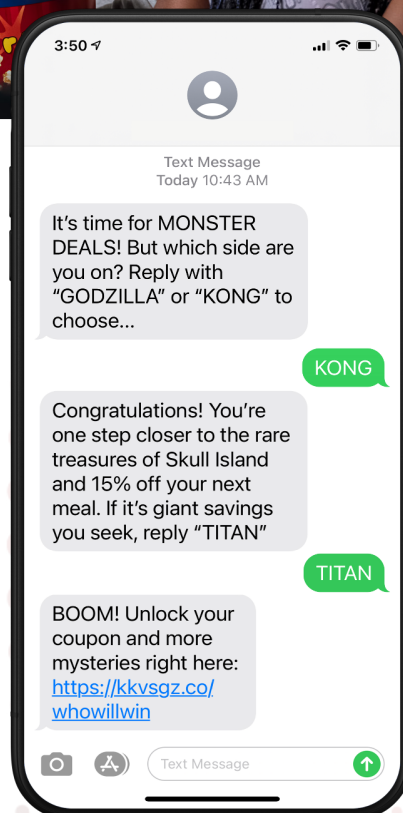 3:50
Text Message
Today 10:43 AM
It's time for MONSTER
DEALS! But which side are
you on? Reply with
“GODZILLA” or “KONG” to
choose...
KONG
Congratulations! You're
one step closer to the rare
treasures of Skull Island
and 15% off your next
meal. If it's giant savings
you seek, reply “TITAN”
TITAN
BOOM! Unlock your
coupon and more
mysteries right here:
https://kkvsgz.co/
whowillwin
Text Message